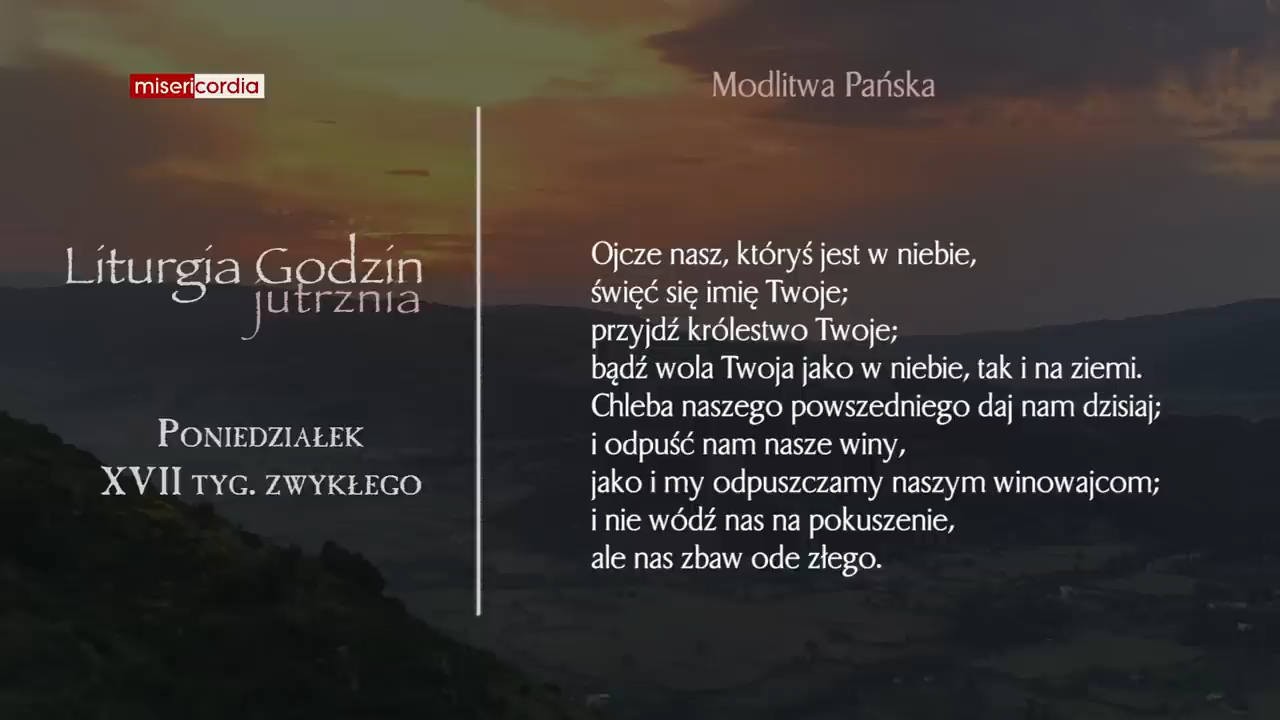 misericordia
Liturgia Godzin
jutrznia
Poniedziałek
XVII tyg. zwykłego
Modlitwa Pańska
Ojcze nasz, któryś jest w niebie,
święć się imię Twoje;
przyjdź królestwo Twoje;
bądź wola Twoja jako w niebie, tak i na ziemi.
Chleba naszego powszedniego daj nam dzisiaj;
i odpuść nam nasze winy,
jako i my odpuszczamy naszym winowajcom;
i nie wódź nas na pokuszenie,
ale nas zbaw ode złego.